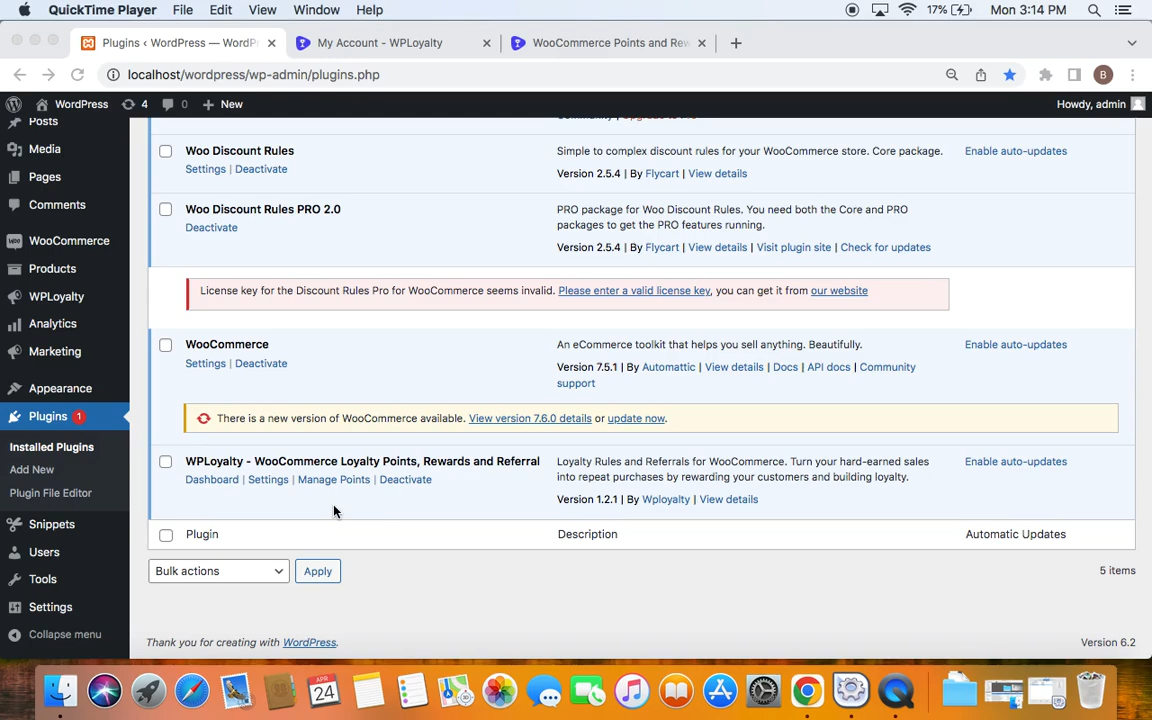 QuickTime Player File Edit View Window Help 17% Mon 3:14 PM
Plugins ‹ WordPress — WordPr My Account - WPLoyalty WooCommerce Points and Rew
localhost/wordpress/wp-admin/plugins.php B
WordPress 4 0 New Howdy, admin
Posts
Media
Pages
Comments
WooCommerce
Products
WPLoyalty
Analytics
Marketing
Appearance
Plugins 1
Installed Plugins
Add New
Plugin File Editor
Snippets
Users
Tools
Settings
Collapse menu
Woo Discount Rules
Settings | Deactivate
Simple to complex discount rules for your WooCommerce store. Core package.
Version 2.5.4 | By Flycart | View details
Enable auto-updates
Woo Discount Rules PRO 2.0
Deactivate
PRO package for Woo Discount Rules. You need both the Core and PRO
packages to get the PRO features running.
Version 2.5.4 | By Flycart | View details | Visit plugin site | Check for updates
License key for the Discount Rules Pro for WooCommerce seems invalid. Please enter a valid license key, you can get it from our website
WooCommerce
Settings | Deactivate
An eCommerce toolkit that helps you sell anything. Beautifully.
Version 7.5.1 | By Automattic | View details | Docs | API docs | Community
support
Enable auto-updates
There is a new version of WooCommerce available. View version 7.6.0 details or update now.
WPLoyalty - WooCommerce Loyalty Points, Rewards and Referral
Dashboard | Settings | Manage Points | Deactivate
Loyalty Rules and Referrals for WooCommerce. Turn your hard-earned sales
into repeat purchases by rewarding your customers and building loyalty.
Version 1.2.1 | By Wployalty | View details
Enable auto-updates
Plugin Description Automatic Updates
Bulk actions Apply 5 items
Thank you for creating with WordPress. Version 6.2
APR
24